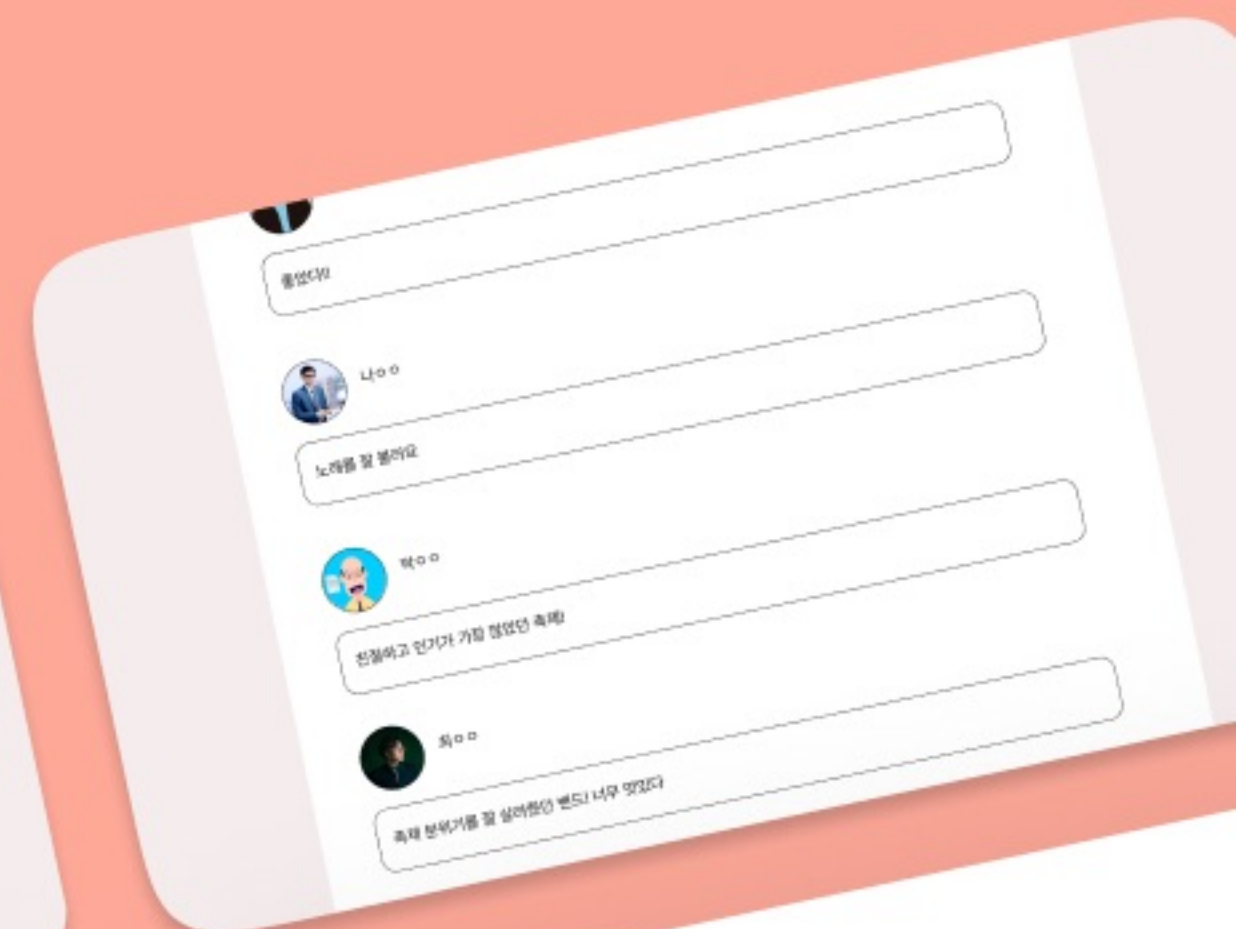 좋았다!!
나ㅇㅇ
노래를 잘 불러요
박ㅇㅇ
친절하고 인기가 가장 많았던 축제!
최ㅇㅇ
축제 분위기를 잘 살려줬던 밴드! 너무 멋있다